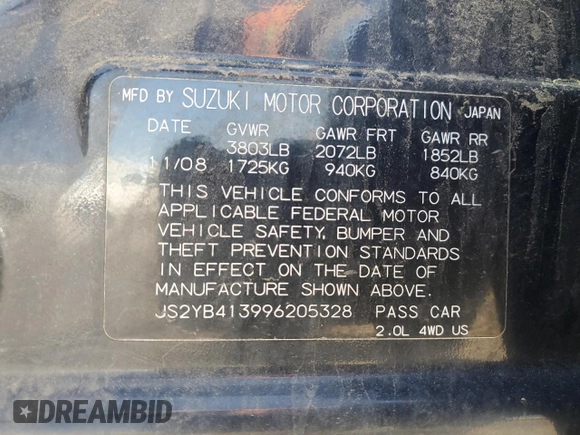 MFD BY SUZUKI MOTOR CORPORATION JAPAN
DATE GVWR GAWR FRT GAWR RR
3803LB 2072LB 1852LB
11/08 1725KG 940KG 840KG
THIS VEHICLE CONFORMS TO ALL
APPLICABLE FEDERAL MOTOR
VEHICLE SAFETY, BUMPER AND
THEFT PREVENTION STANDARDS
IN EFFECT ON THE DATE OF
MANUFACTURE SHOWN ABOVE.
JS2YB413996205328 PASS CAR
2.0L 4WD US
DREAMBID